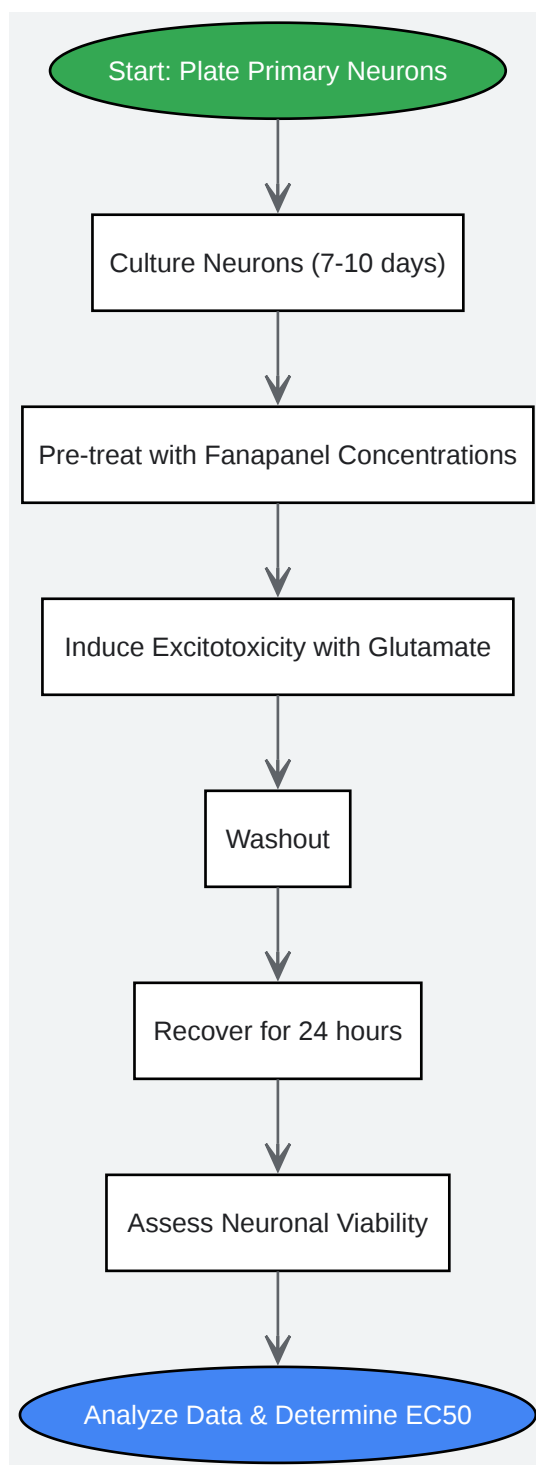 Start: Plate Primary Neurons
Culture Neurons (7-10 days)
Pre-treat with Fanapanel Concentrations
Induce Excitotoxicity with Glutamate
Washout
Recover for 24 hours
Assess Neuronal Viability
Analyze Data & Determine EC50